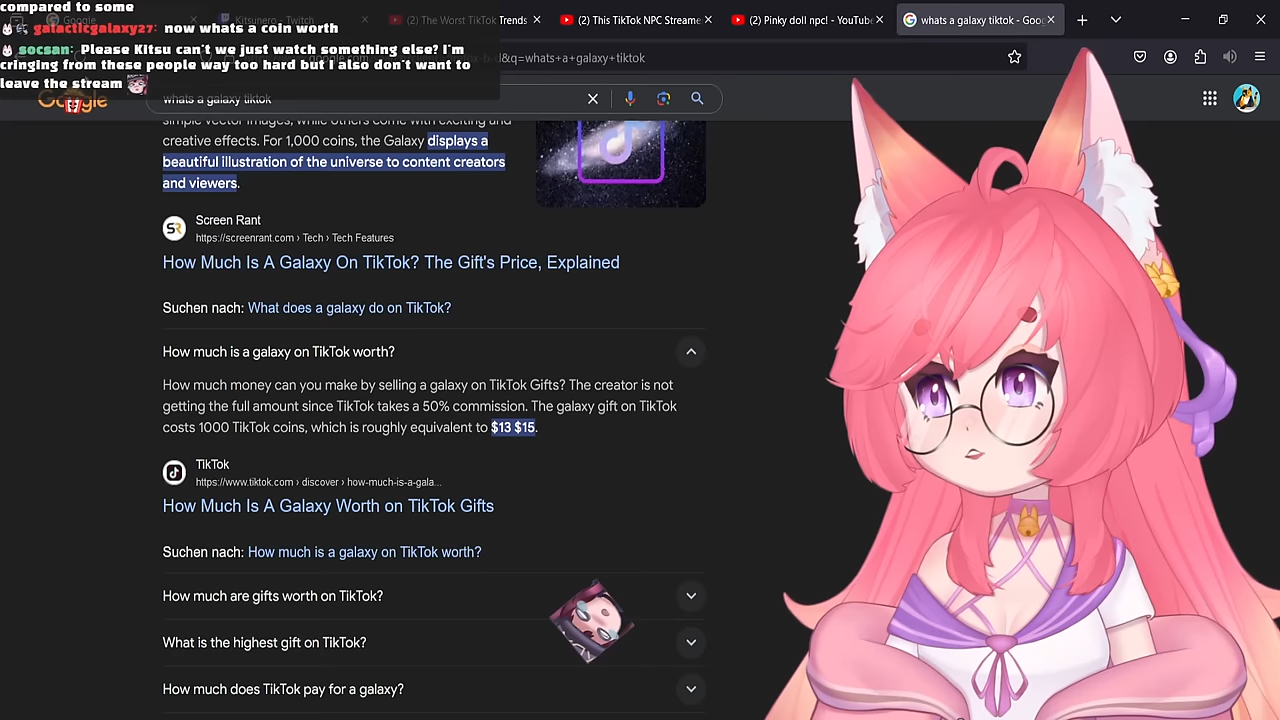 compared to some
galacticgalaxy27: now whats a coin worth
socsan: Please Kitsu can't we just watch something else? I'm
cringing from these people way too hard but I also don't want to
leave the stream
Kitsunero - Twitch
(2) The Worst TikTok Trends
(2) This TikTok NPC Streame
(2) Pinky doll npc! - YouTube
whats a galaxy tiktok - Goo
&q=whats+a+galaxy+tiktok
Google
whats a galaxy tiktok
simple vector images, while others come with exciting and
creative effects. For 1,000 coins, the Galaxy displays a
beautiful illustration of the universe to content creators
and viewers.
SR
Screen Rant
https://screenrant.com › Tech › Tech Features
How Much Is A Galaxy On TikTok? The Gift's Price, Explained
Suchen nach: What does a galaxy do on TikTok?
How much is a galaxy on TikTok worth?
How much money can you make by selling a galaxy on TikTok Gifts? The creator is not
getting the full amount since TikTok takes a 50% commission. The galaxy gift on TikTok
costs 1000 TikTok coins, which is roughly equivalent to $13 $15.
TikTok
https://www.tiktok.com › discover › how-much-is-a-gala...
How Much Is A Galaxy Worth on TikTok Gifts
Suchen nach: How much is a galaxy on TikTok worth?
How much are gifts worth on TikTok?
What is the highest gift on TikTok?
How much does TikTok pay for a galaxy?